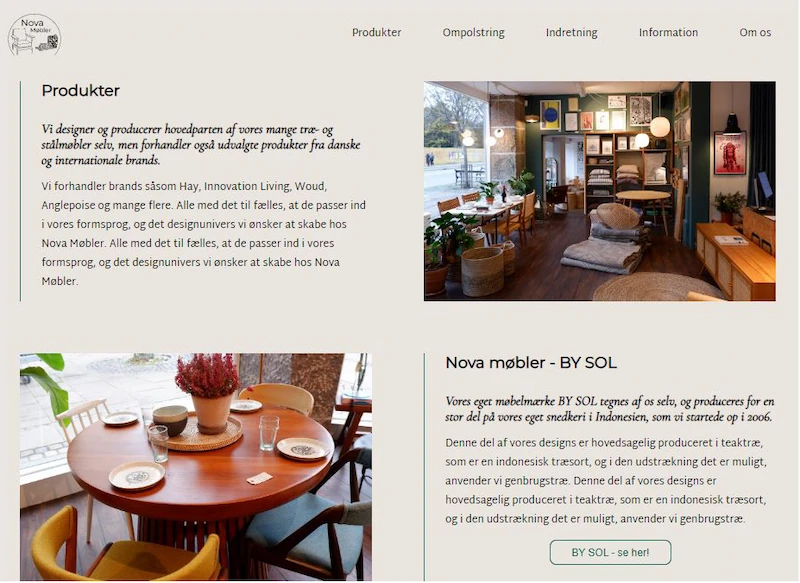 Nova
Møbler
Produkter
Ompolstring
Indretning
Information
Om os
Produkter
Vi designer og producerer hovedparten af vores mange træ- og
stålmøbler selv, men forhandler også udvalgte produkter fra danske
og internationale brands.
Vi forhandler brands såsom Hay, Innovation Living, Woud,
Anglepoise og mange flere. Alle med det til fælles, at de passer ind
i vores formsprog, og det designunivers vi ønsker at skabe hos
Nova Møbler. Alle med det til fælles, at de passer ind i vores
formsprog, og det designunivers vi ønsker at skabe hos Nova
Møbler.
Nova møbler - BY SOL
Vores eget møbelmærke BY SOL tegnes af os selv, og produceres for en
stor del på vores eget snedkeri i Indonesien, som vi startede op i 2006.
Denne del af vores designs er hovedsagelig produceret i teaktræ,
som er en indonesisk træsort, og i den udstrækning det er muligt,
anvender vi genbrugstræ. Denne del af vores designs er
hovedsagelig produceret i teaktræ, som er en indonesisk træsort,
og i den udstrækning det er muligt, anvender vi genbrugstræ.
BY SOL - se her!